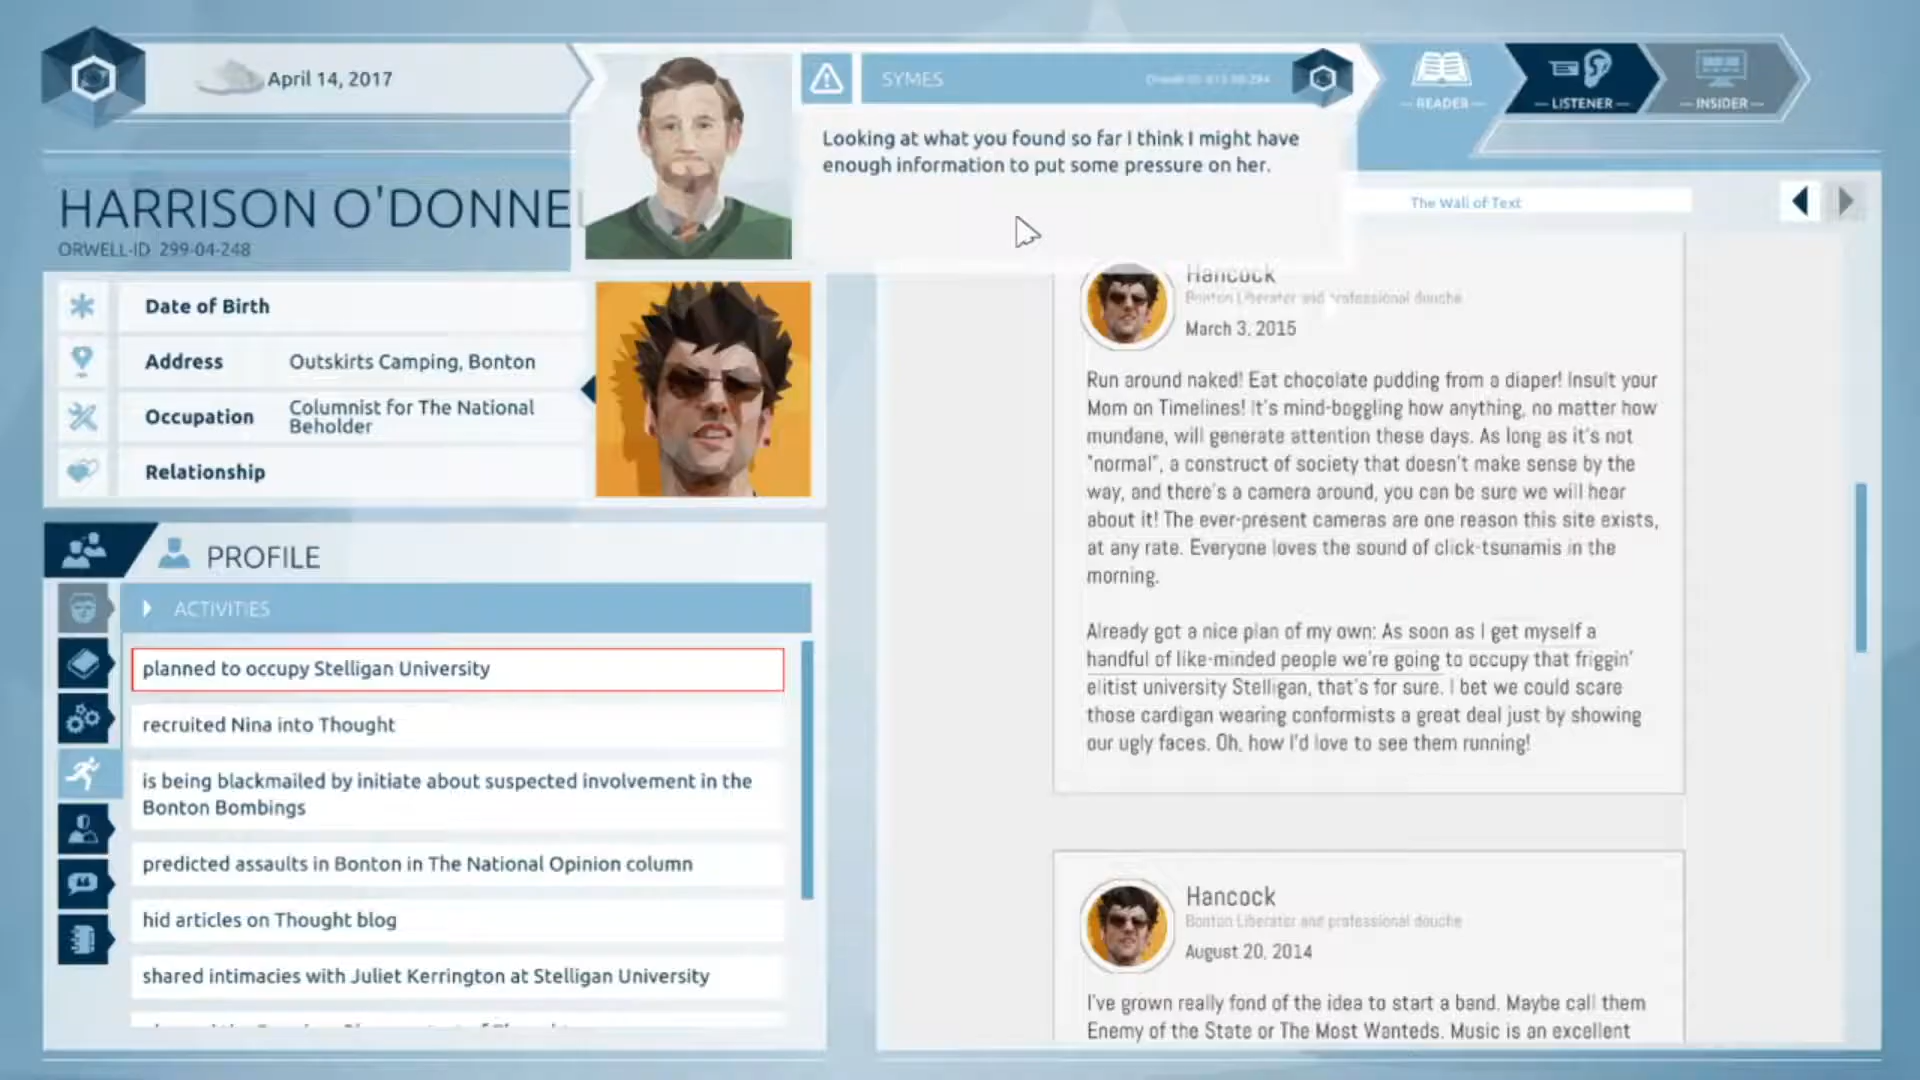 April 14, 2017
SYMES
Looking at what you found so far I think I might have
enough information to put some pressure on her.
READER
LISTENER
INSIDER
HARRISON O'DONNE
ORWELL-ID 299-04-248
Date of Birth
Address
Outskirts Camping, Bonton
Occupation
Columnist for The National
Beholder
Relationship
PROFILE
ACTIVITIES
planned to occupy Stelligan University
recruited Nina into Thought
is being blackmailed by initiate about suspected involvement in the
Bonton Bombings
predicted assaults in Bonton in The National Opinion column
hid articles on Thought blog
shared intimacies with Juliet Kerrington at Stelligan University
The Wall of Text
Hancock
Bonton Liberator and professional douche
March 3, 2015
Run around naked! Eat chocolate pudding from a diaper! Insult your
Mom on Timelines! It's mind-boggling how anything, no matter how
mundane, will generate attention these days. As long as it's not
"normal", a construct of society that doesn't make sense by the
way, and there's a camera around, you can be sure we will hear
about it! The ever-present cameras are one reason this site exists,
at any rate. Everyone loves the sound of click-tsunamis in the
morning.
Already got a nice plan of my own: As soon as I get myself a
handful of like-minded people we're going to occupy that friggin'
elitist university Stelligan, that's for sure. I bet we could scare
those cardigan wearing conformists a great deal just by showing
our ugly faces. Oh, how I'd love to see them running!
Hancock
Bonton Liberator and professional douche
August 20, 2014
I've grown really fond of the idea to start a band. Maybe call them
Enemy of the State or The Most Wanteds. Music is an excellent